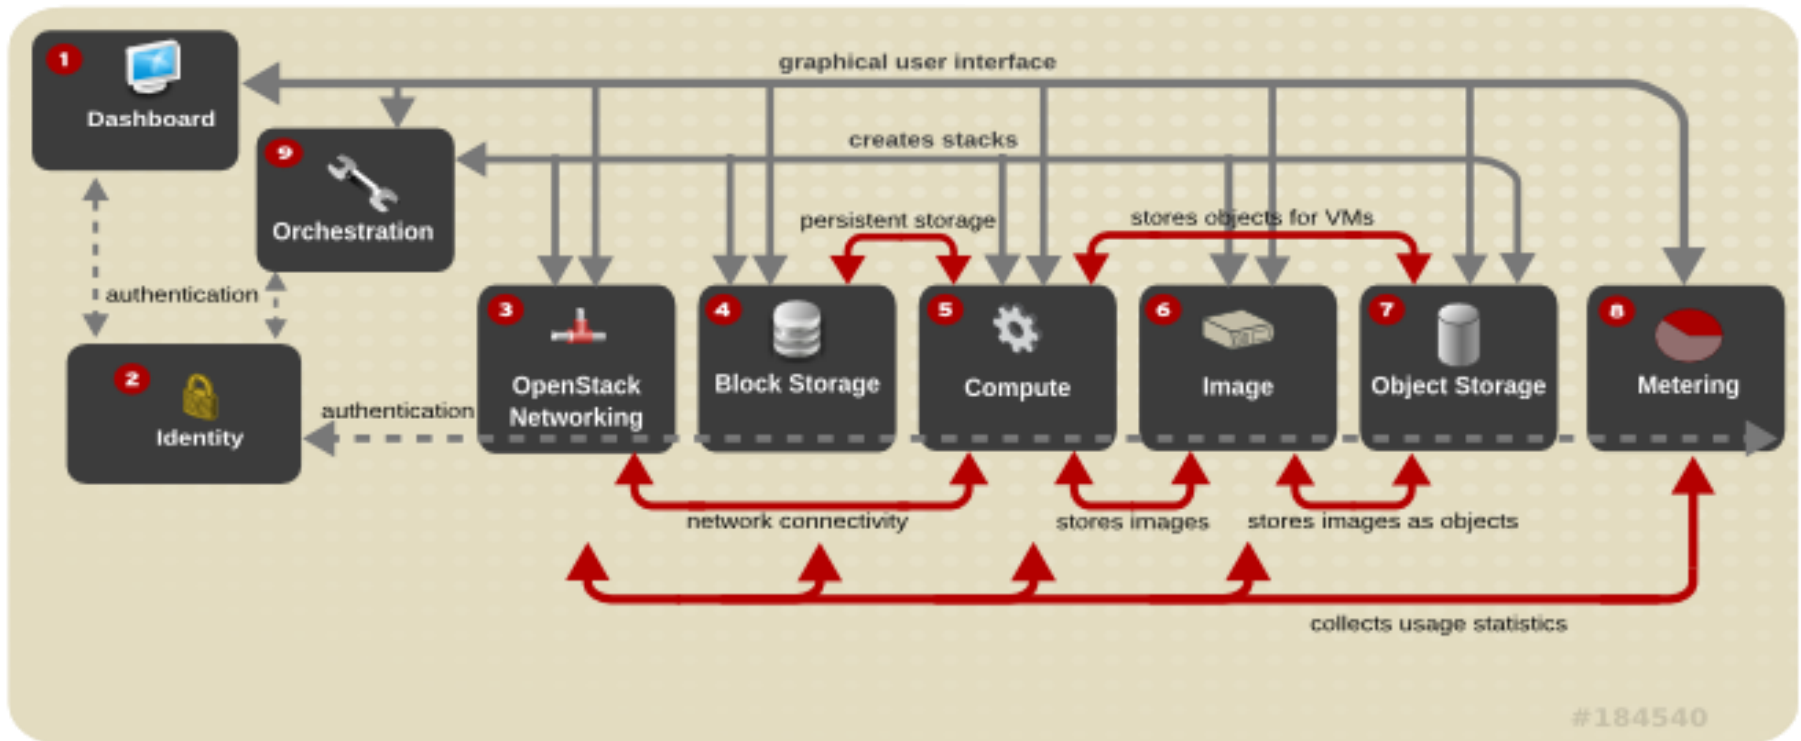 1
Dashboard
graphical user interface
9
Orchestration
creates stacks
persistent storage
stores objects for VMs
authentication
2
Identity
authentication
3
OpenStack
Networking
4
Block Storage
5
Compute
6
Image
7
Object Storage
8
Metering
network connectivity
stores images
stores images as objects
collects usage statistics
#184540